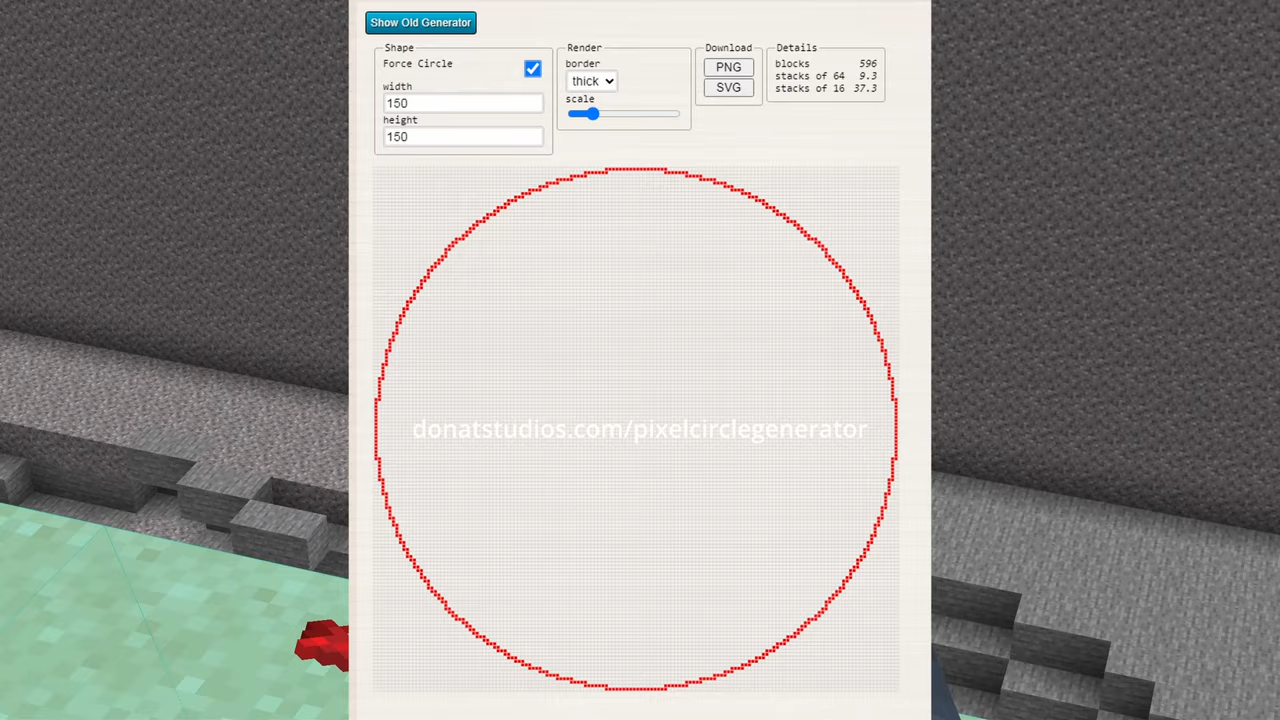 Show Old Generator
Shape
Force Circle
width
150
height
150
Render
border
thick
scale
Download
PNG
SVG
Details
blocks 596
stacks of 64 9.3
stacks of 16 37.3
donatstudios.com/pixelcirclegenerator